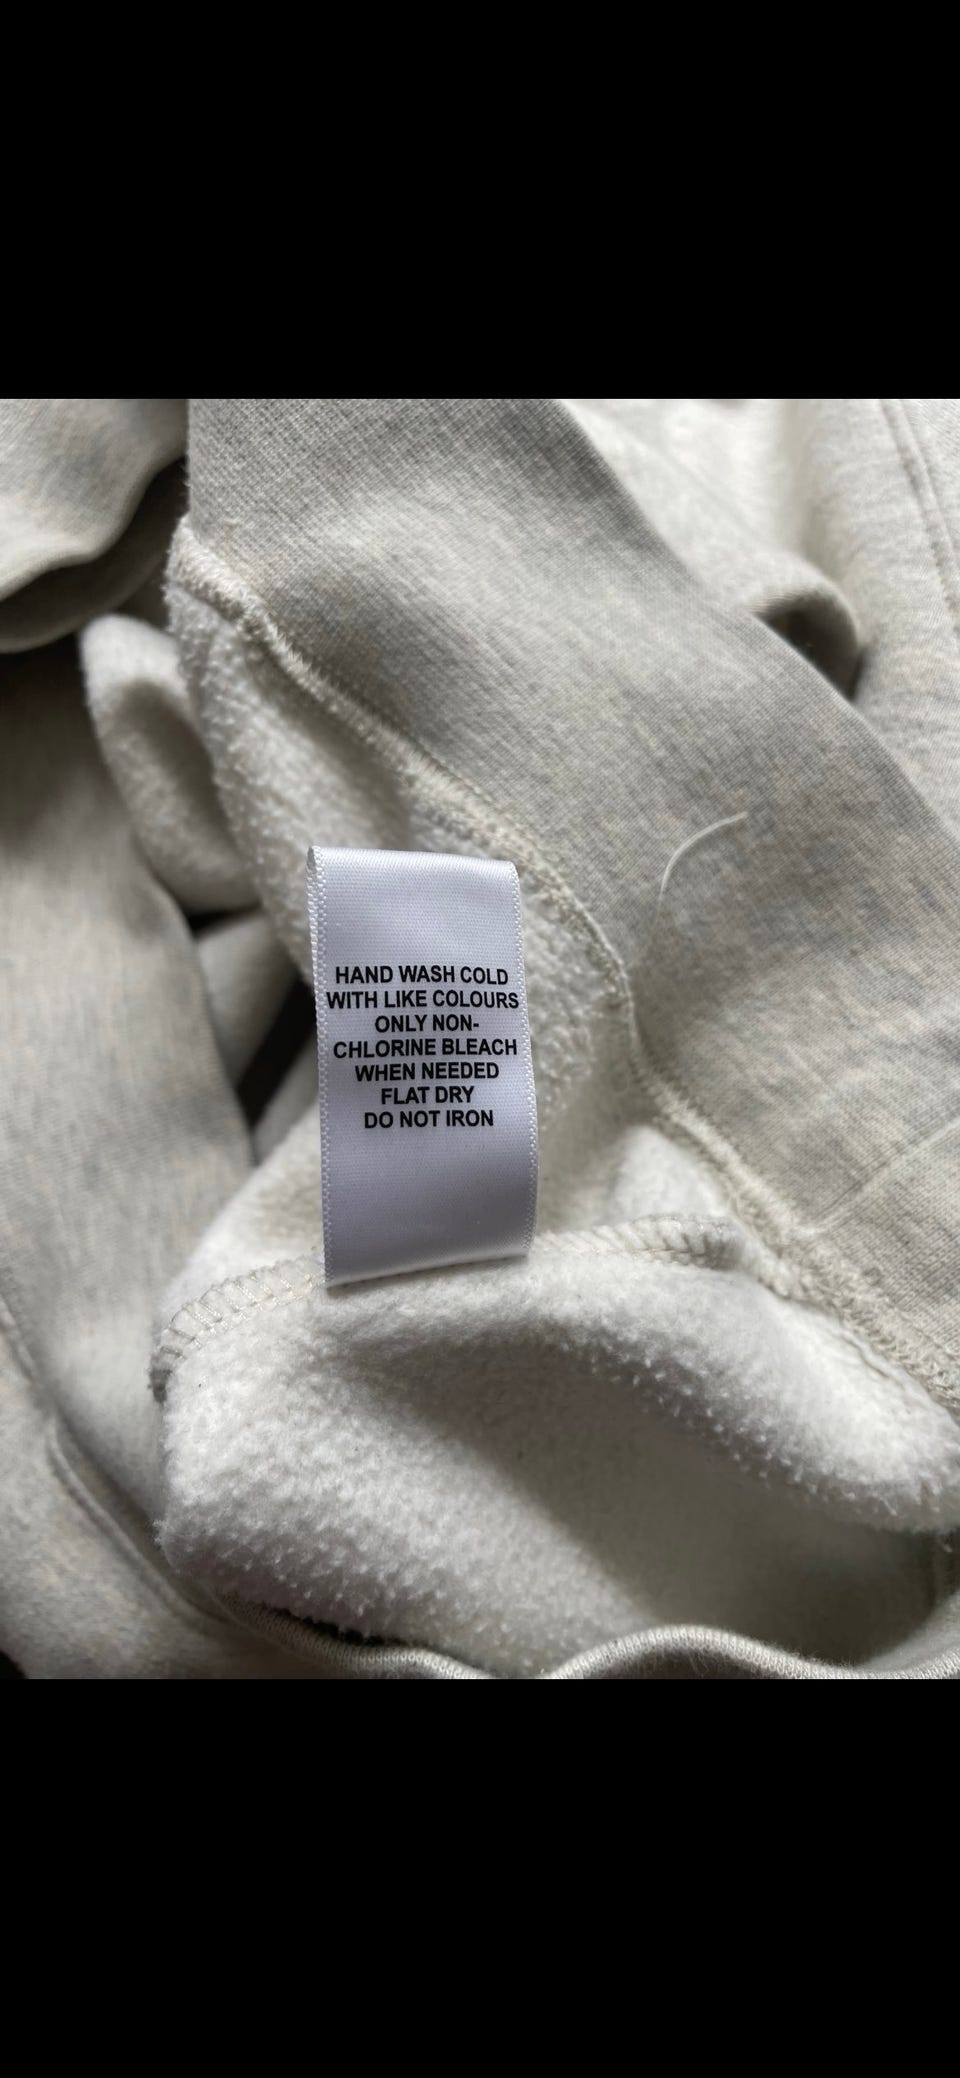 HAND WASH COLD
WITH LIKE COLOURS
ONLY NON-
CHLORINE BLEACH
WHEN NEEDED
FLAT DRY
DO NOT IRON